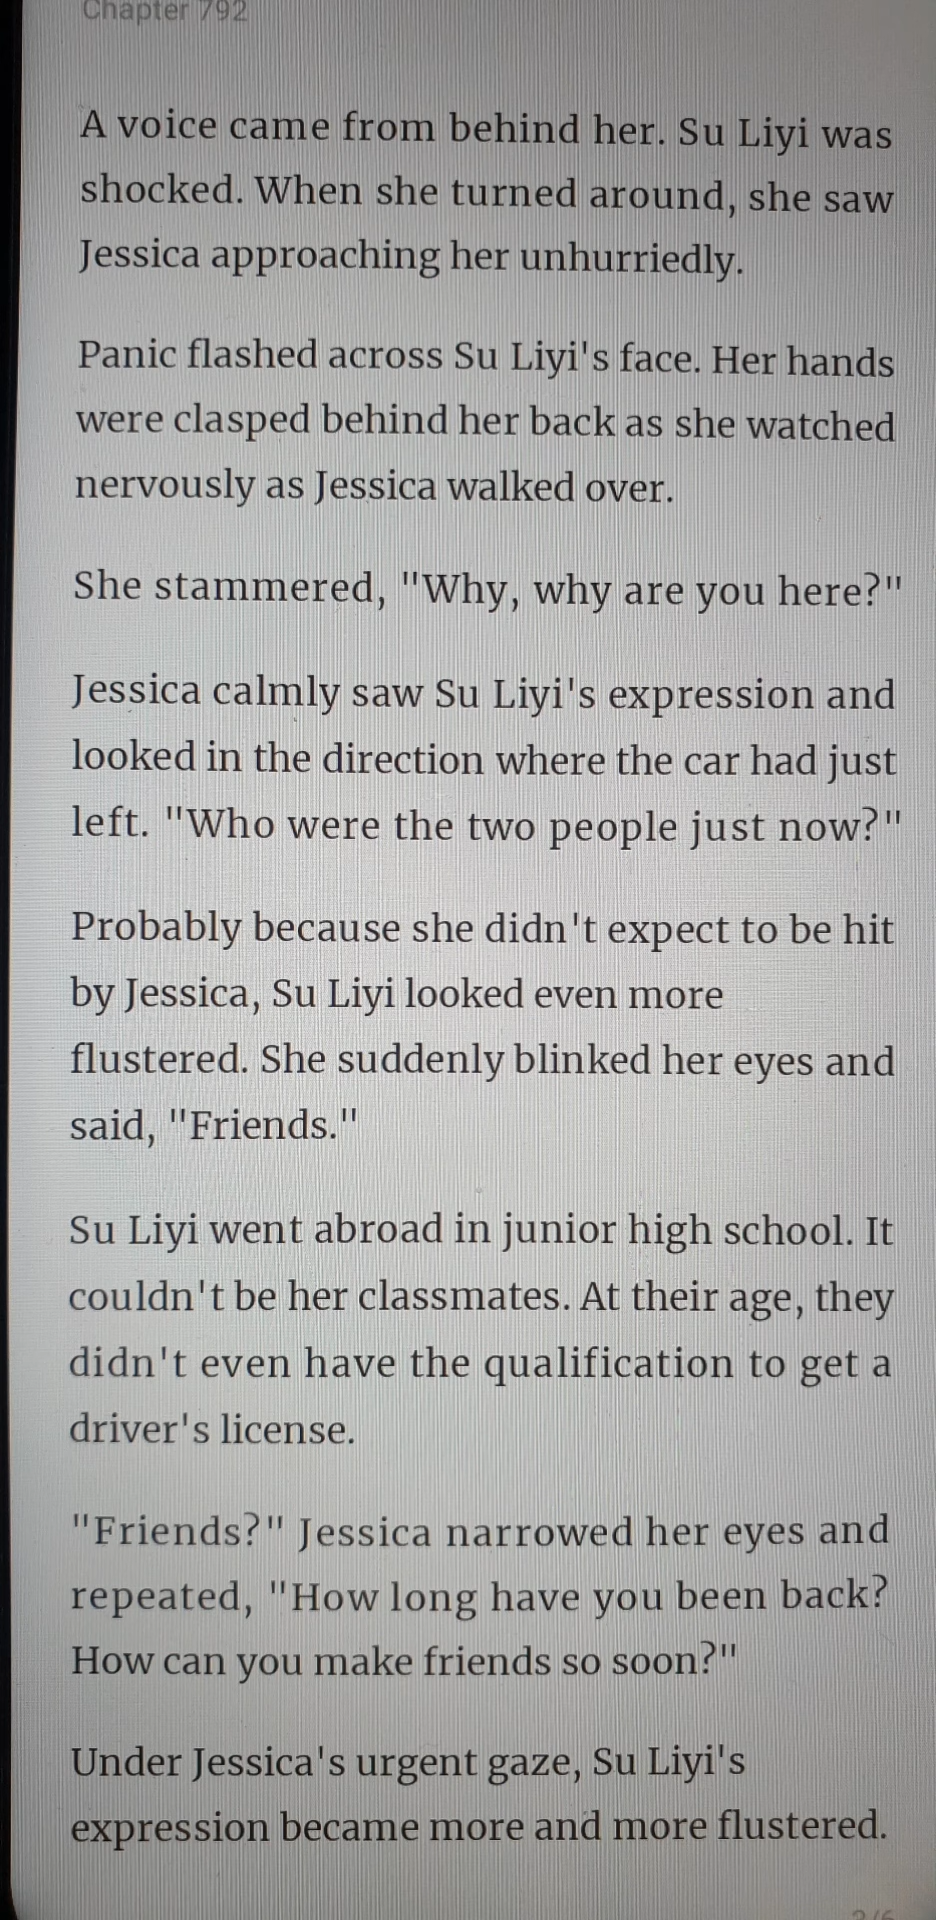 Chapter 792
A voice came from behind her. Su Liyi was
shocked. When she turned around, she saw
Jessica approaching her unhurriedly.
Panic flashed across Su Liyi's face. Her hands
were clasped behind her back as she watched
nervously as Jessica walked over.
She stammered, "Why, why are you here?"
Jessica calmly saw Su Liyi's expression and
looked in the direction where the car had just
left. "Who were the two people just now?"
Probably because she didn't expect to be hit
by Jessica, Su Liyi looked even more
flustered. She suddenly blinked her eyes and
said, "Friends."
Su Liyi went abroad in junior high school. It
couldn't be her classmates. At their age, they
didn't even have the qualification to get a
driver's license.
"Friends?" Jessica narrowed her eyes and
repeated, "How long have you been back?
How can you make friends so soon?"
Under Jessica's urgent gaze, Su Liyi's
expression became more and more flustered.